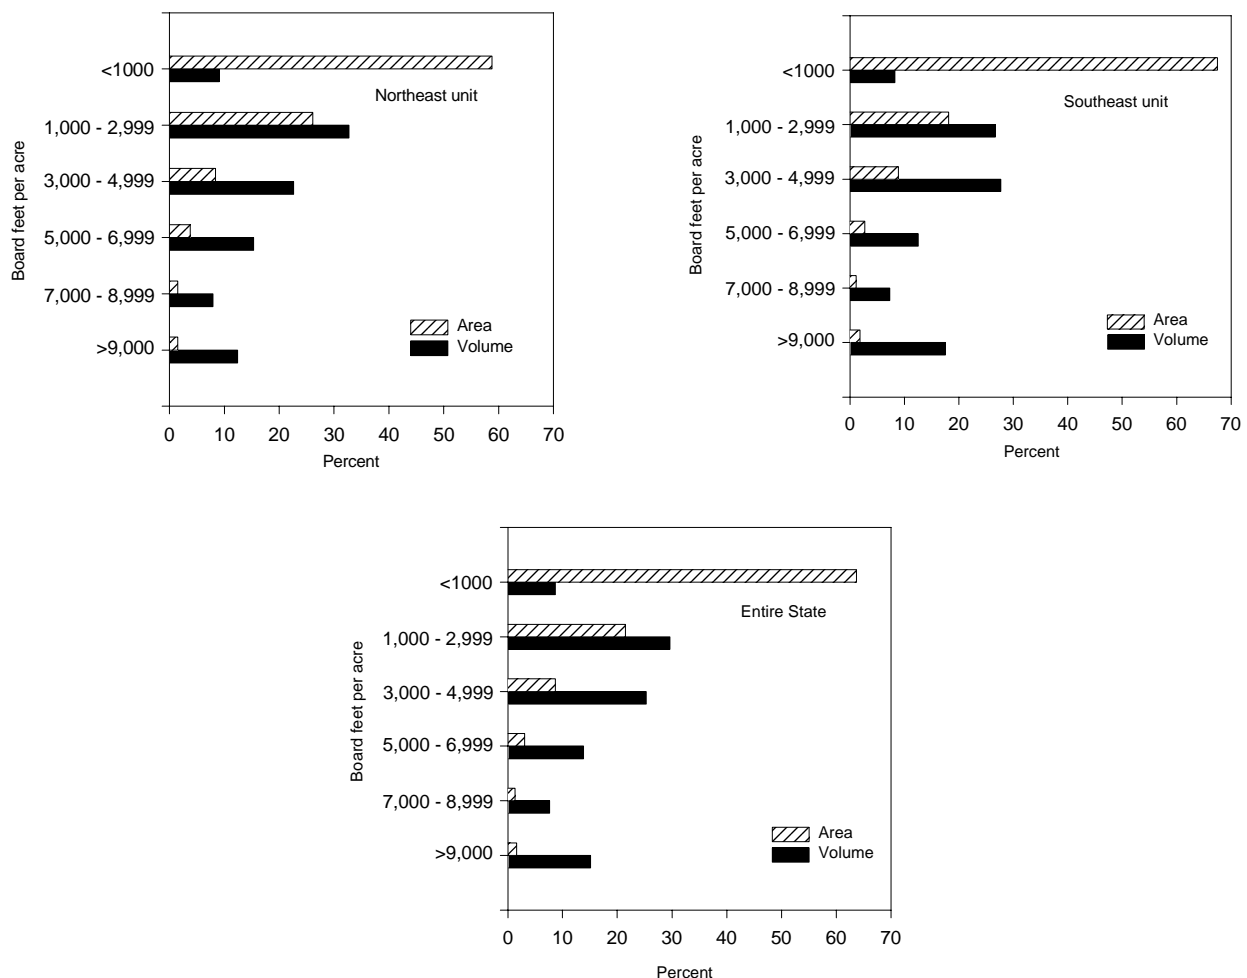 <1000
Northeast unit
1,000 - 2,999
3,000 - 4,999
5,000 - 6,999
7,000 - 8,999
>9,000
Board feet per acre
Area
Volume
0 10 20 30 40 50 60 70
Percent
<1000
Southeast unit
1,000 - 2,999
3,000 - 4,999
5,000 - 6,999
7,000 - 8,999
>9,000
Board feet per acre
Area
Volume
0 10 20 30 40 50 60 70
Percent
<1000
Entire State
1,000 - 2,999
3,000 - 4,999
5,000 - 6,999
7,000 - 8,999
>9,000
Board feet per acre
Area
Volume
0 10 20 30 40 50 60 70
Percent